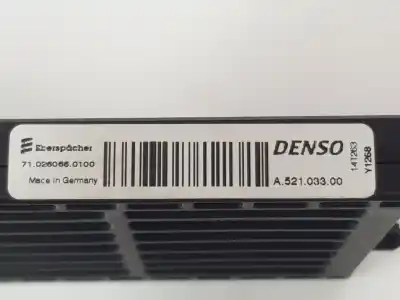 Eberspächer
71.026066.0100
Made in Germany
DENSO
A.521.033.00
141263
Y1268